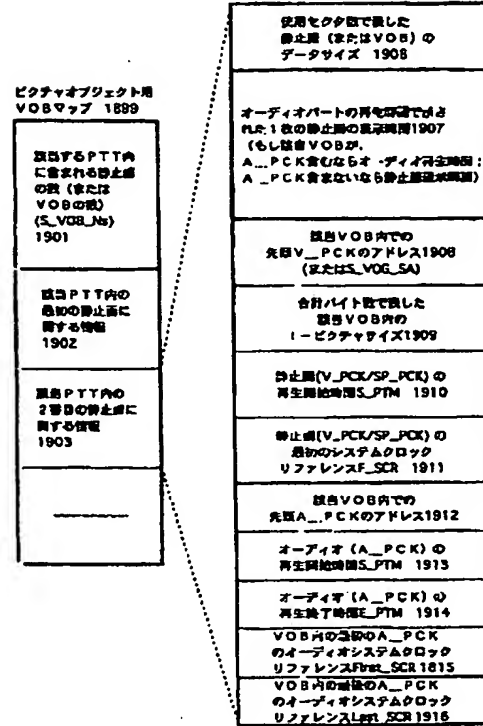 ピクチャオブジェクト用
VOBマップ 1899
該当するPTT内
に含まれる静止画
の数（または
VOBの数）
(S_VOB_Ns)
1901
該当PTT内の
最初の静止画に
関する情報
1902
該当PTT内の
2番目の静止画に
関する情報
1903
使用セクタ数で表した
静止画（またはVOB）の
データサイズ 1908
オーディオパートの再生時間で
れた1枚の静止画の表示時間1907
（もし該当VOBが、
A__PCK含むならオーディオ再生時間；
A__PCK含まないなら静止画表示時間）
該当VOB内での
先頭V__PCKのアドレス1908
(またはS_VOG_SA)
合計バイト数で表した
該当VOB内の
I－ピクチャサイズ1909
静止画(V_PCK/SP_PCK) の
再生開始時間S_PTM 1910
静止画(V_PCK/SP_PCK) の
最初のシステムクロック
リファレンスF_SCR 1911
該当VOB内での
先頭A__PCKのアドレス1912
オーディオ (A__PCK) の
再生開始時間S_PTM 1913
オーディオ (A__PCK) の
再生終了時間E_PTM 1914
VOB内の最初のA__PCK
のオーディオシステムクロック
リファレンスFirst_SCR 1815
VOB内の最後のA__PCK
のオーディオシステムクロック
リファレンスLast_SCR 1916